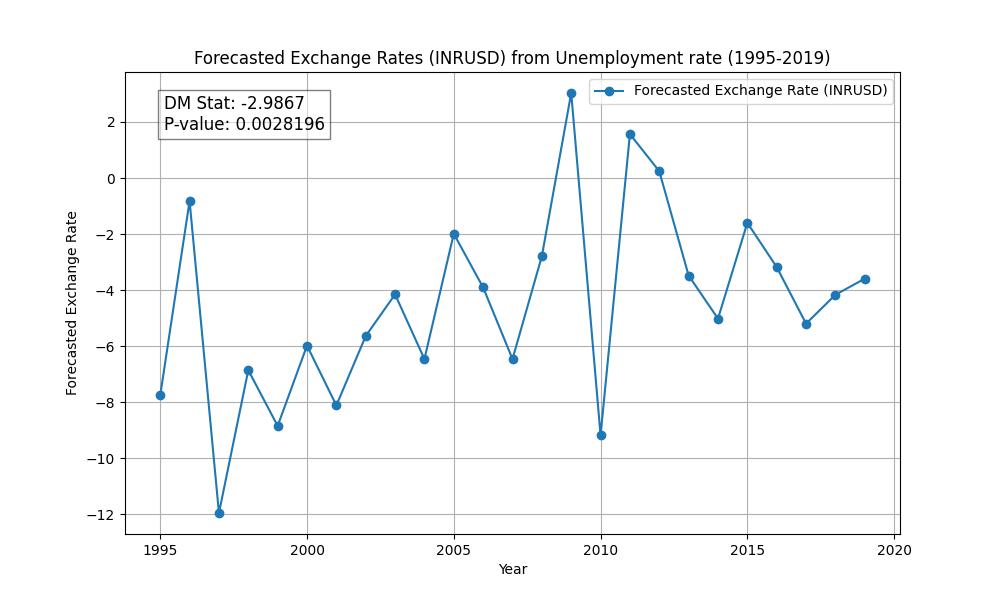 Forecasted Exchange Rates (INRUSD) from Unemployment rate (1995-2019)
DM Stat: -2.9867
P-value: 0.0028196
Forecasted Exchange Rate (INRUSD)
Forecasted Exchange Rate
2
0
−2
−4
−6
−8
−10
−12
1995 2000 2005 2010 2015 2020
Year